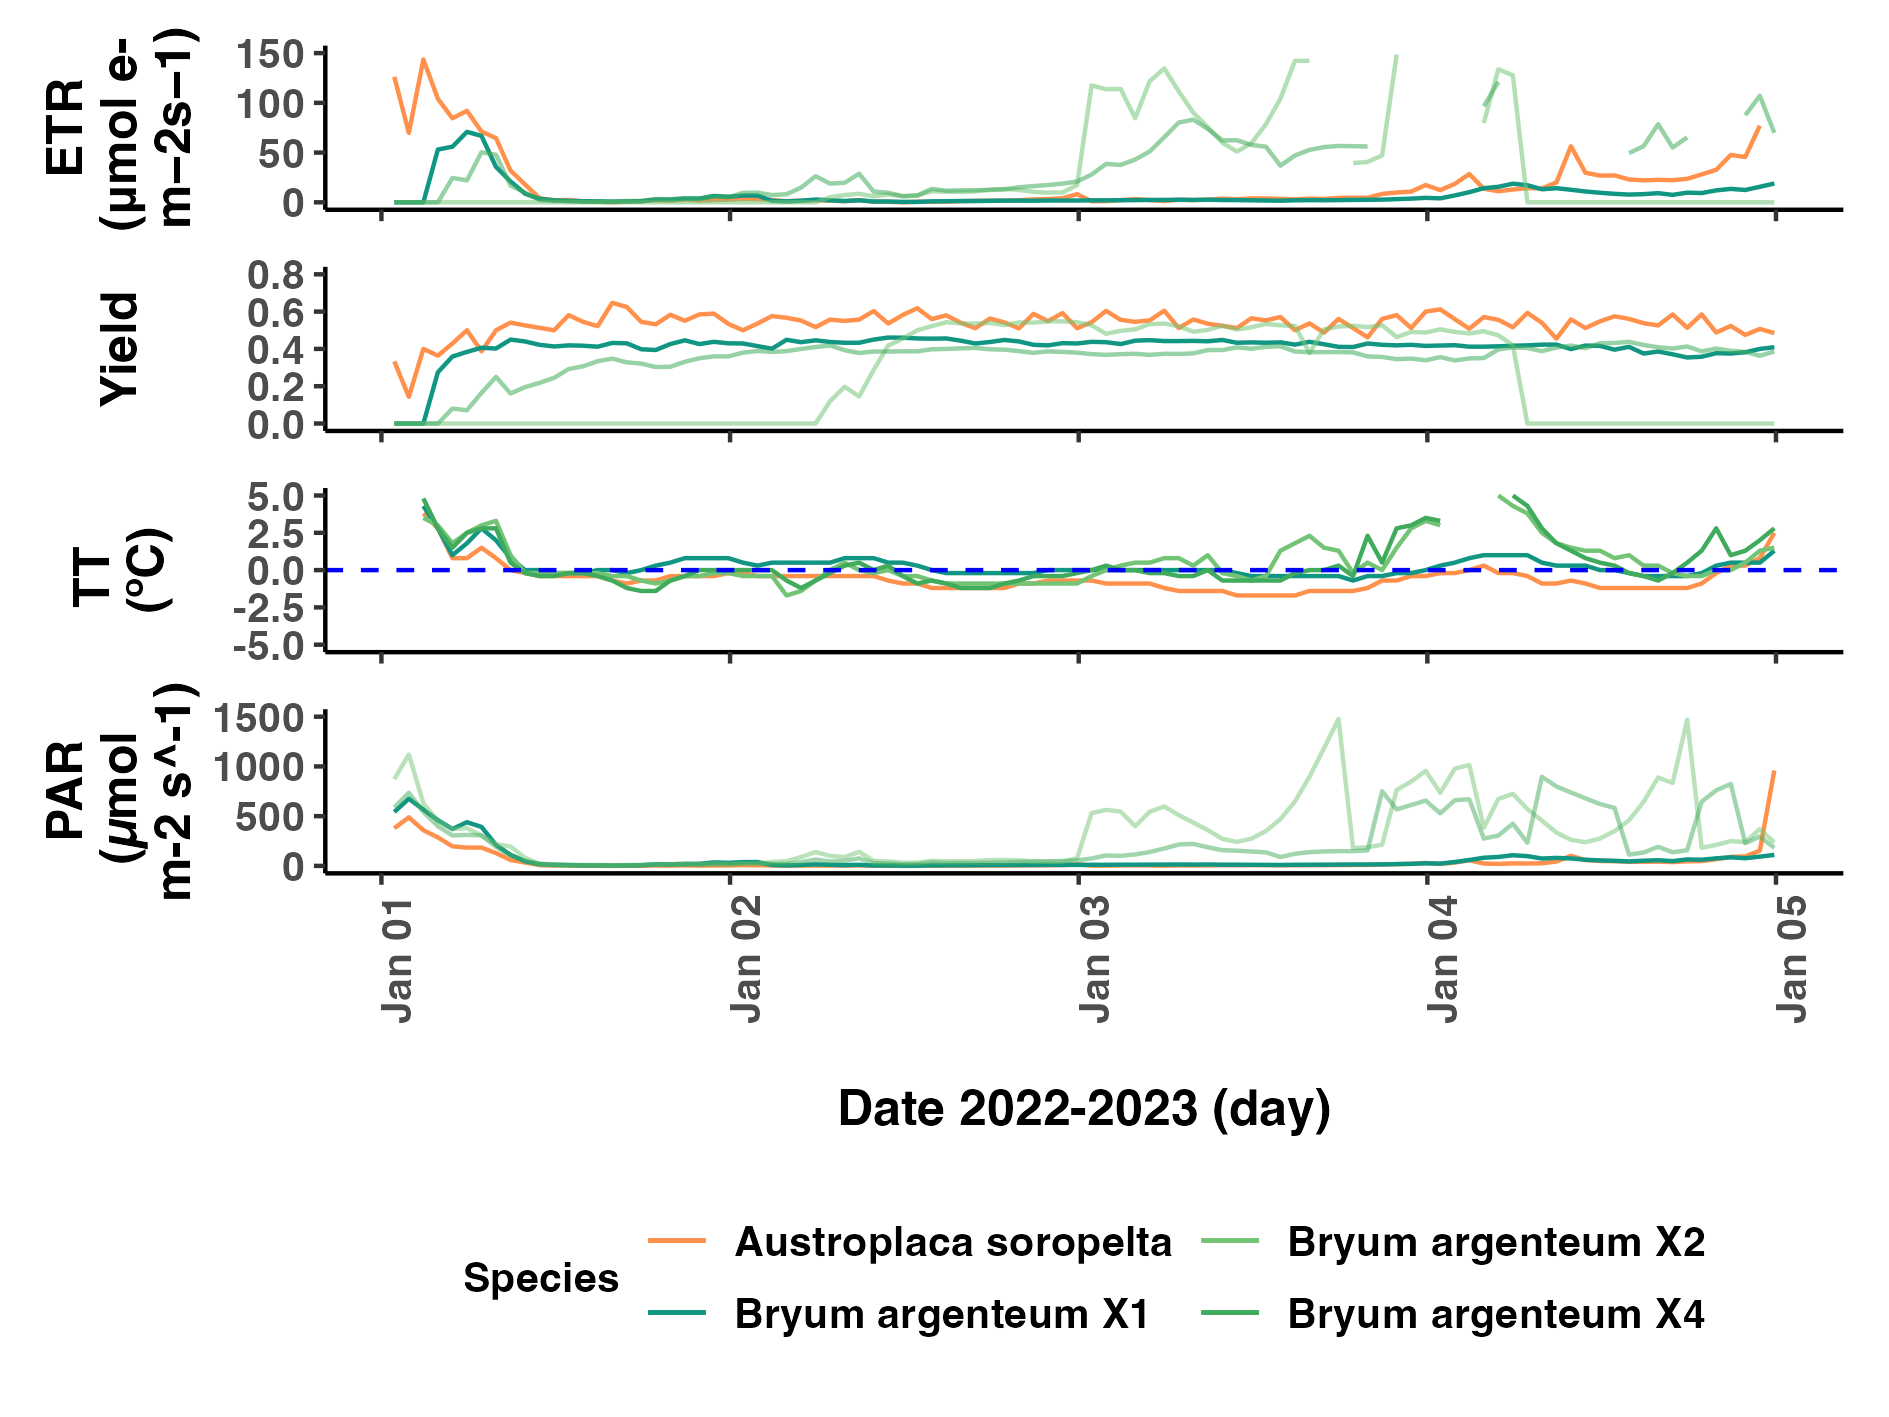 ETR
(μmol e-
m−2s−1)
150
100
50
0
Yield
0.8
0.6
0.4
0.2
0.0
TT
(ºC)
5.0
2.5
0.0
-2.5
-5.0
PAR
(μmol
m-2 s^-1)
1500
1000
500
0
Jan 01
Jan 02
Jan 03
Jan 04
Jan 05
Date 2022-2023 (day)
Species
Austroplaca soropelta
Bryum argenteum X2
Bryum argenteum X1
Bryum argenteum X4